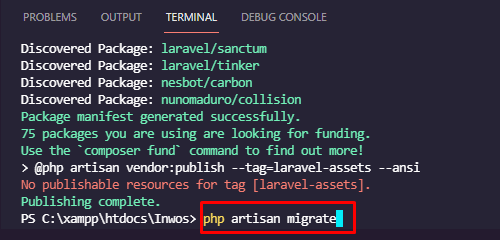 PROBLEMS OUTPUT TERMINAL DEBUG CONSOLE
Discovered Package: laravel/sanctum
Discovered Package: laravel/tinker
Discovered Package: nesbot/carbon
Discovered Package: nunomaduro/collision
Package manifest generated successfully.
75 packages you are using are looking for funding.
Use the `composer fund` command to find out more!
> @php artisan vendor:publish --tag=laravel-assets --ansi
No publishable resources for tag [laravel-assets].
Publishing complete.
PS C:\xampp\htdocs\Inwos> php artisan migrate